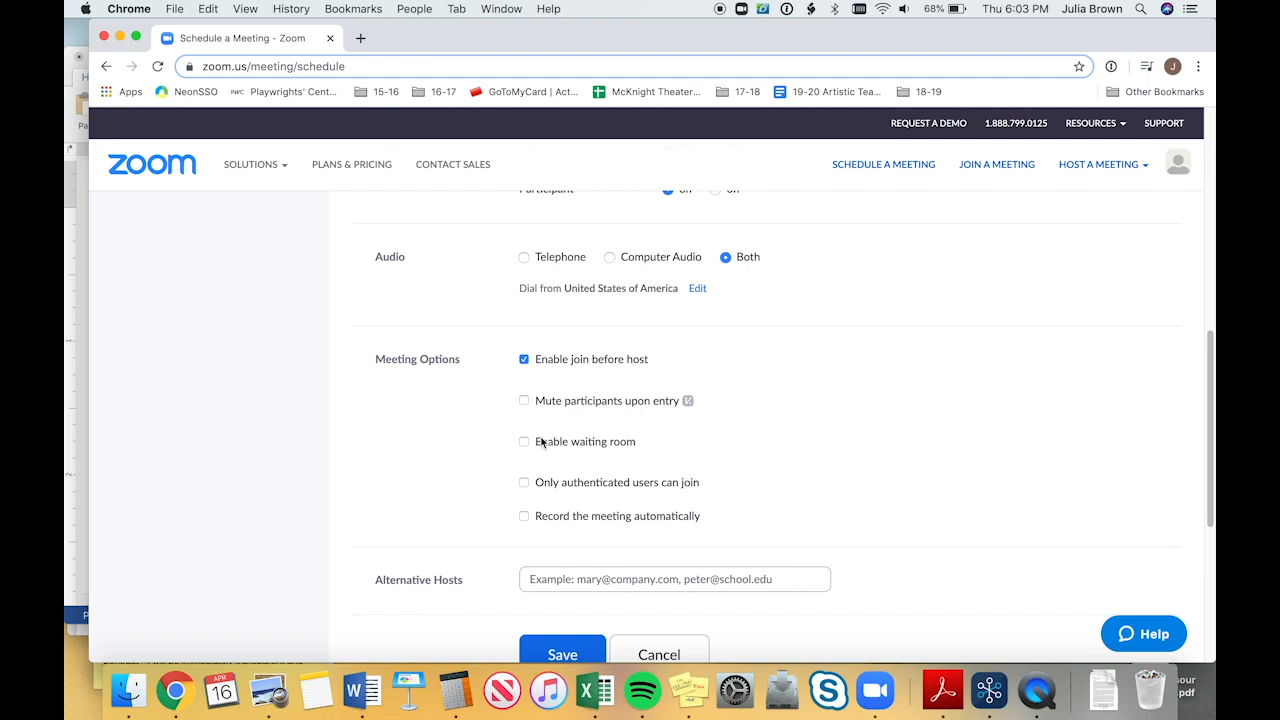 Chrome File Edit View History Bookmarks People Tab Window Help 68% Thu 6:03 PM Julia Brown
Schedule a Meeting - Zoom
zoom.us/meeting/schedule J
Apps NeonSSO PWC Playwrights' Cent... 15-16 16-17 GoToMyCard | Act... McKnight Theater... 17-18 19-20 Artistic Tea... 18-19 Other Bookmarks
REQUEST A DEMO 1.888.799.0125 RESOURCES SUPPORT
zoom SOLUTIONS PLANS & PRICING CONTACT SALES SCHEDULE A MEETING JOIN A MEETING HOST A MEETING
Participant on off
Audio Telephone Computer Audio Both
Dial from United States of America Edit
Meeting Options Enable join before host
Mute participants upon entry
Enable waiting room
Only authenticated users can join
Record the meeting automatically
Alternative Hosts Example: mary@company.com, peter@school.edu
Help
Save Cancel
APR
16
our
pdf